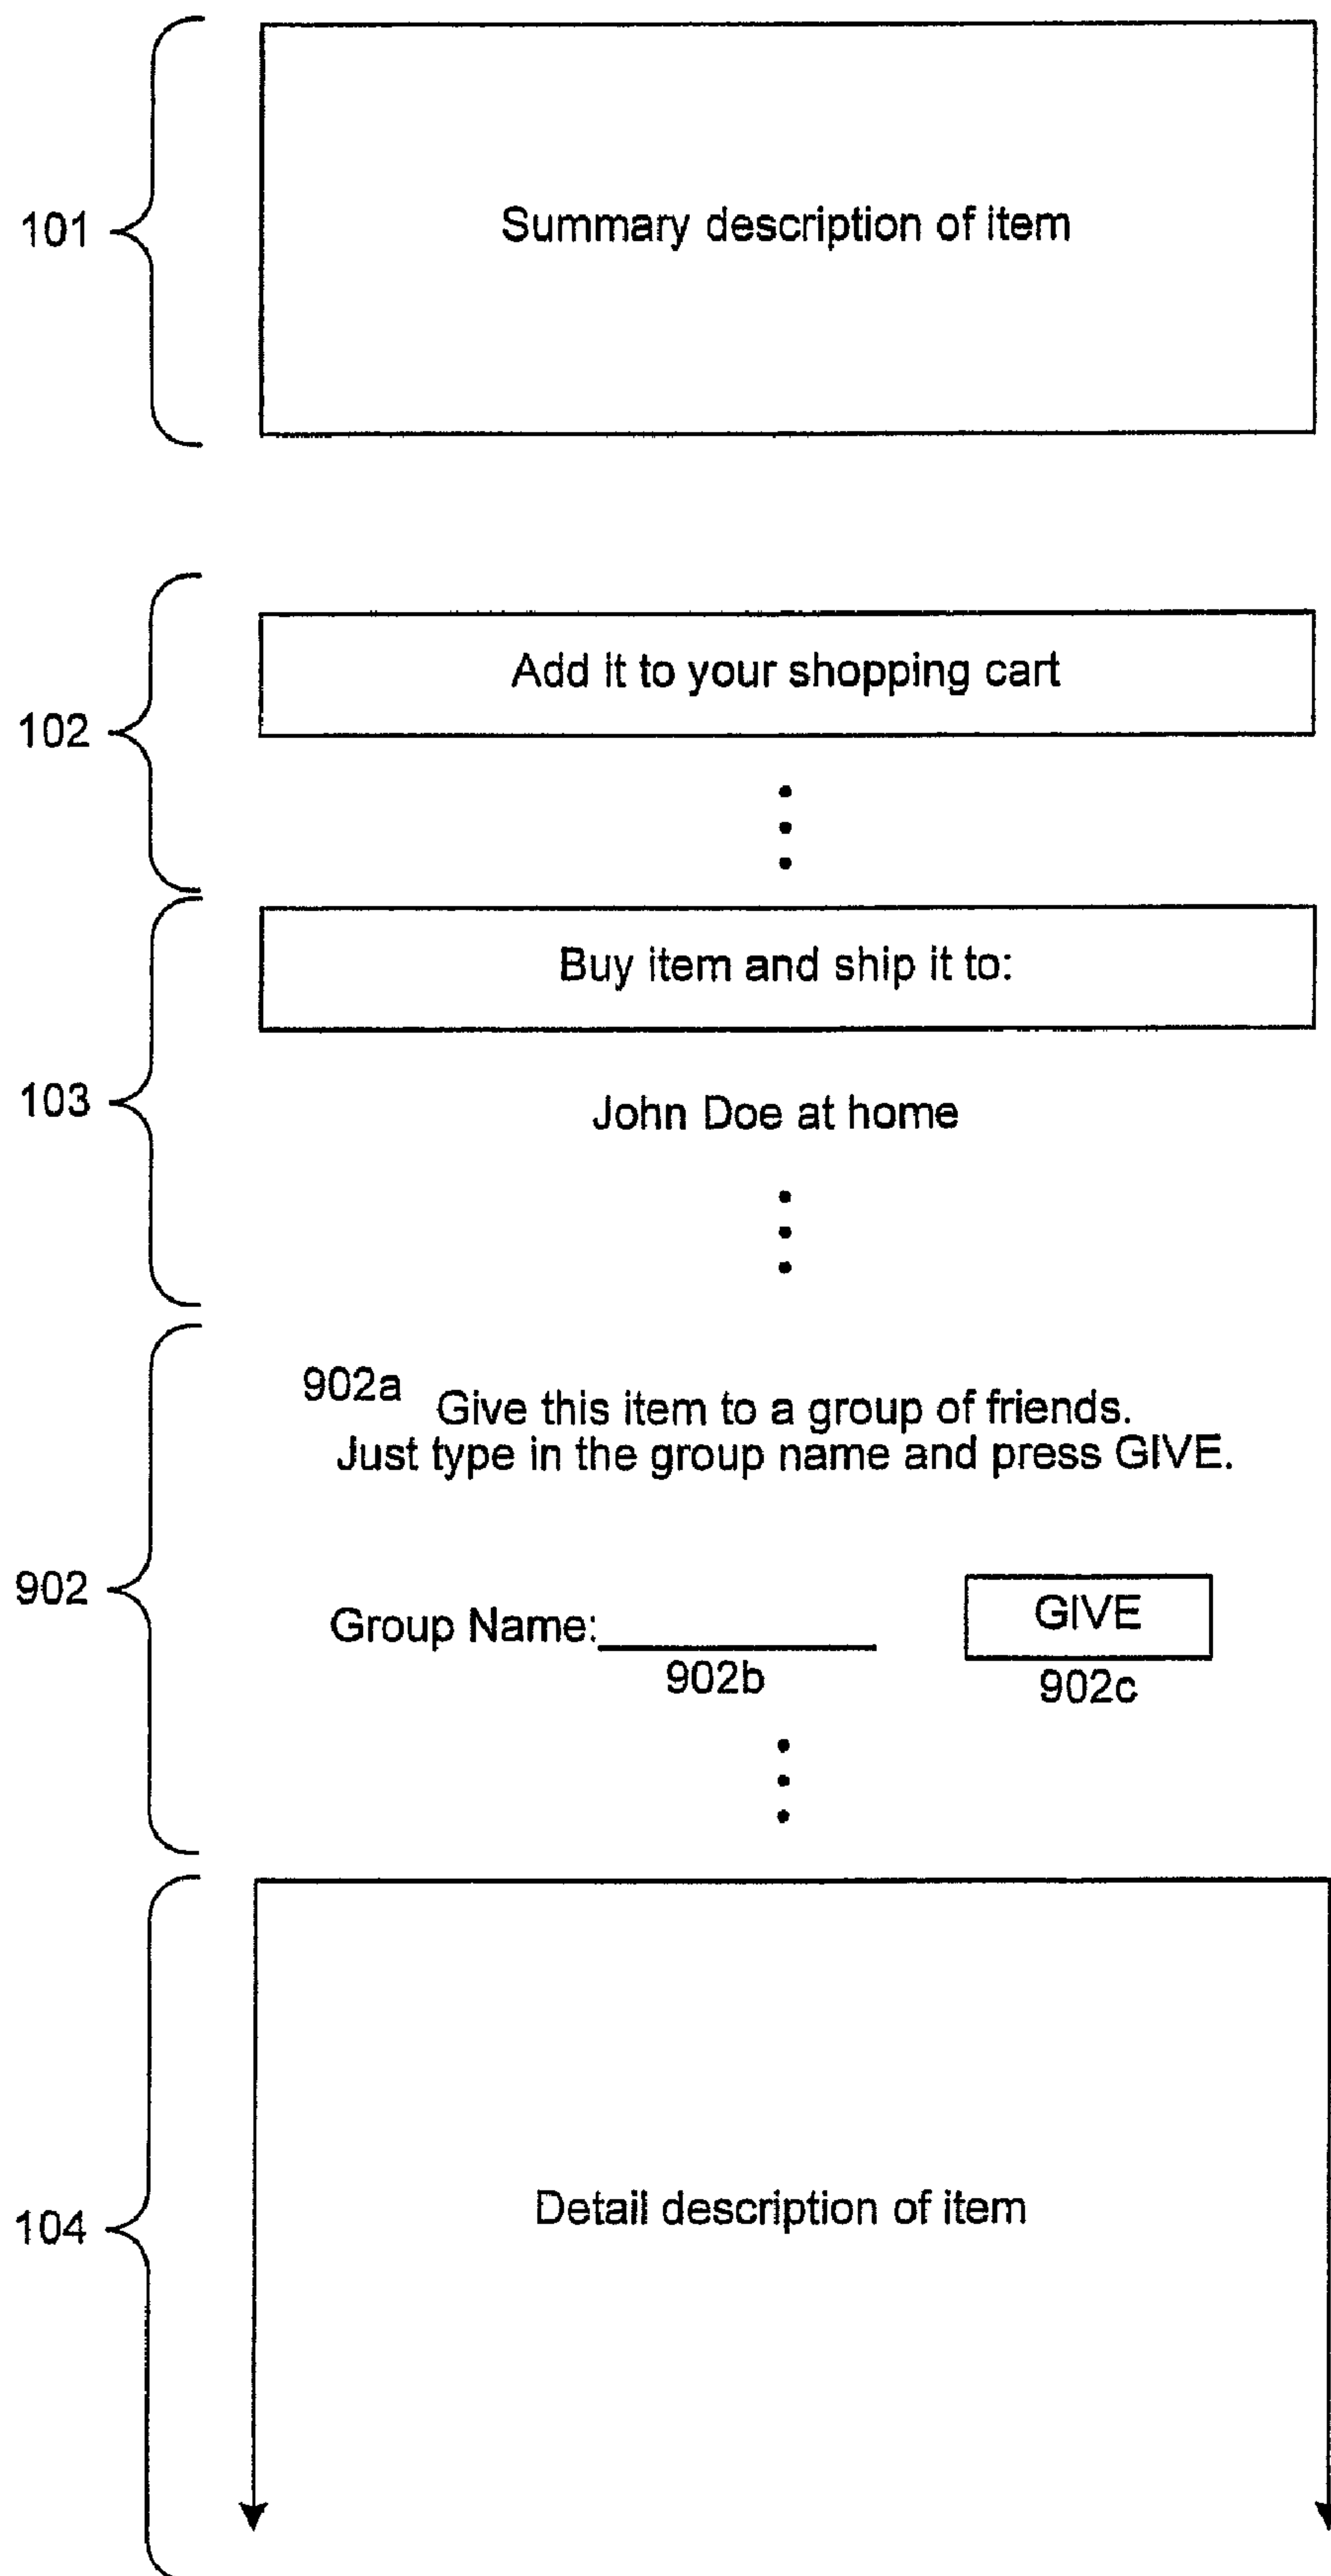 101
Summary description of item
102
Add it to your shopping cart
103
Buy item and ship it to:
John Doe at home
902
902a
Give this item to a group of friends.
Just type in the group name and press GIVE.
Group Name:
GIVE
902b
902c
104
Detail description of item